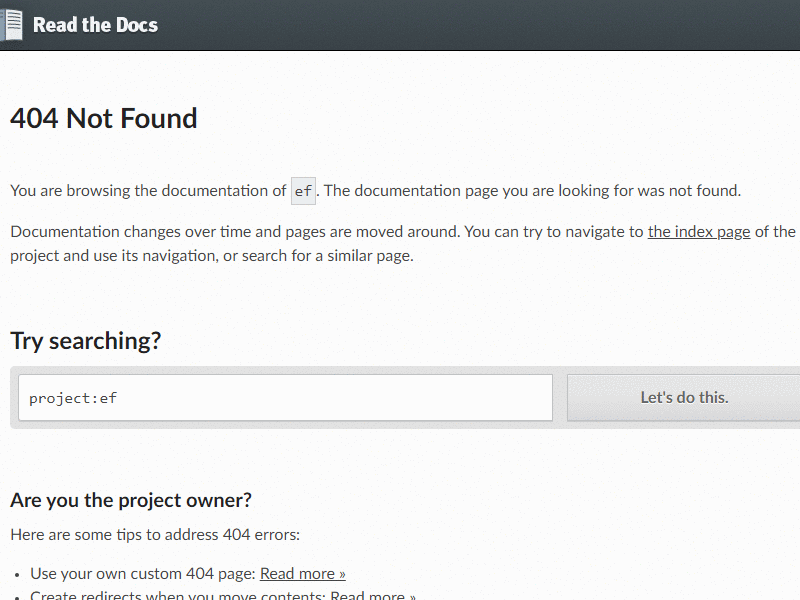 Read the Docs
404 Not Found
You are browsing the documentation of ef. The documentation page you are looking for was not found.
Documentation changes over time and pages are moved around. You can try to navigate to the index page of the
project and use its navigation, or search for a similar page.
Try searching?
project:ef
Let's do this.
Are you the project owner?
Here are some tips to address 404 errors:
• Use your own custom 404 page: Read more »
• Create redirects when you move contents: Read more »